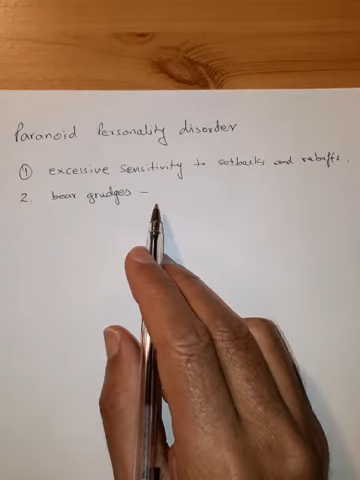 Paranoid Personality disorder
① excessive sensitivity to setbacks and rebuffs.
2. bear grudges –